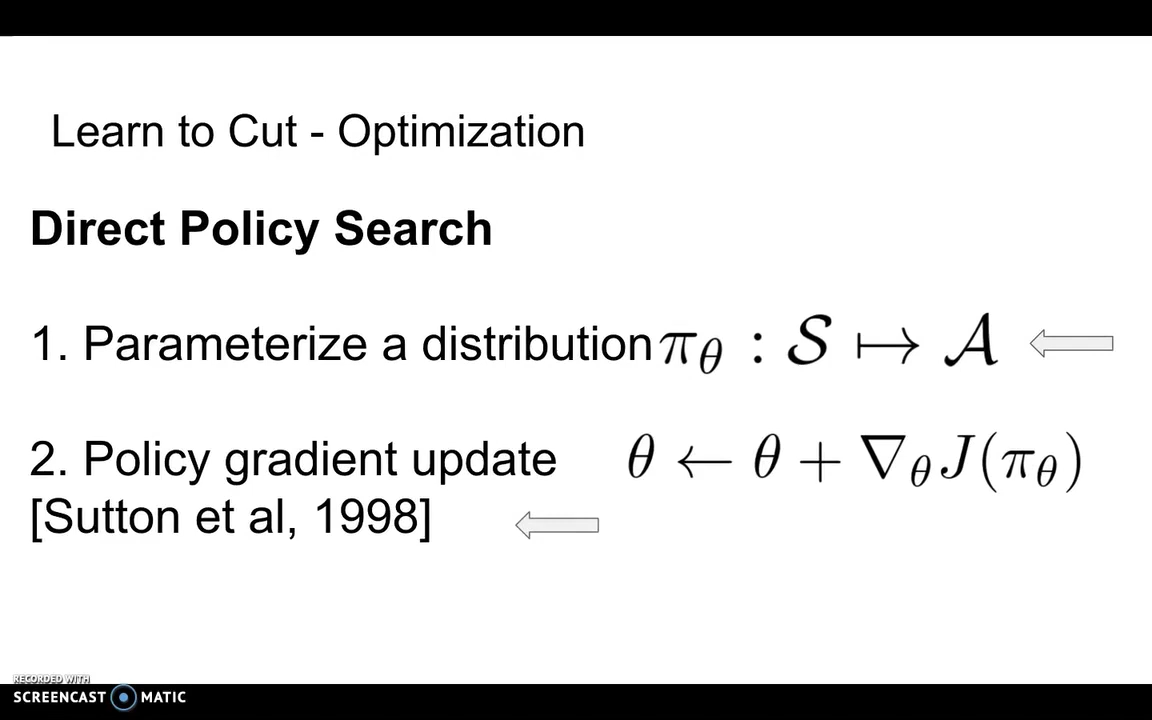 Learn to Cut - Optimization
Direct Policy Search
1. Parameterize a distribution π_θ : 𝒮 ↦ 𝒜
2. Policy gradient update θ ← θ + ∇_θ J(π_θ)
[Sutton et al, 1998]
RECORDED WITH
SCREENCAST MATIC